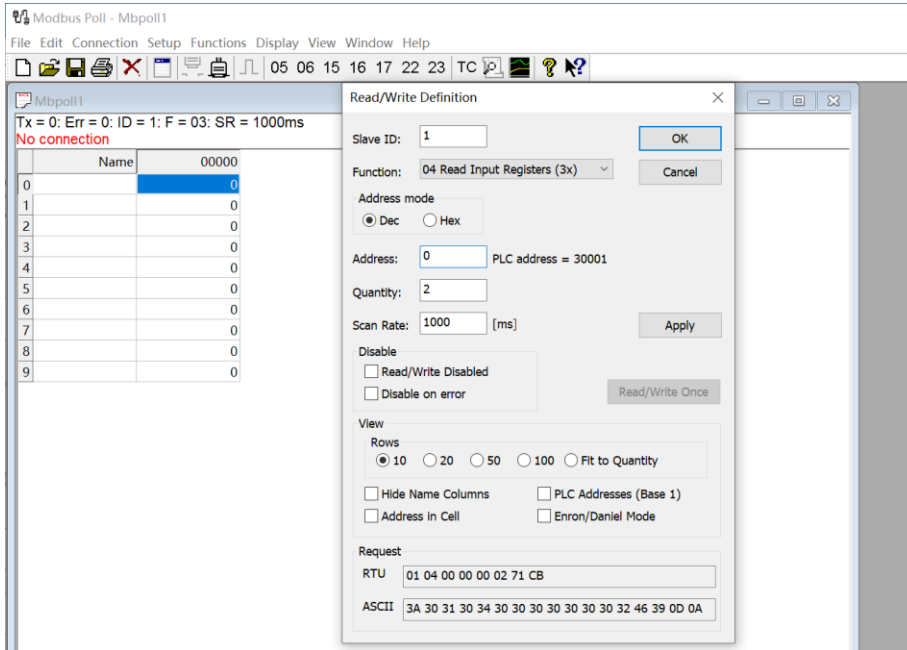 Modbus Poll - Mbpoll1
File Edit Connection Setup Functions Display View Window Help
05 06 15 16 17 22 23 TC
Mbpoll1
Tx = 0: Err = 0: ID = 1: F = 03: SR = 1000ms
No connection
Name 00000
0 0
1 0
2 0
3 0
4 0
5 0
6 0
7 0
8 0
9 0
Read/Write Definition
Slave ID: 1 OK
Function: 04 Read Input Registers (3x) Cancel
Address mode
Dec Hex
Address: 0 PLC address = 30001
Quantity: 2
Scan Rate: 1000 [ms] Apply
Disable
Read/Write Disabled
Disable on error Read/Write Once
View
Rows
10 20 50 100 Fit to Quantity
Hide Name Columns PLC Addresses (Base 1)
Address in Cell Enron/Daniel Mode
Request
RTU 01 04 00 00 00 02 71 CB
ASCII 3A 30 31 30 34 30 30 30 30 30 30 30 32 46 39 0D 0A